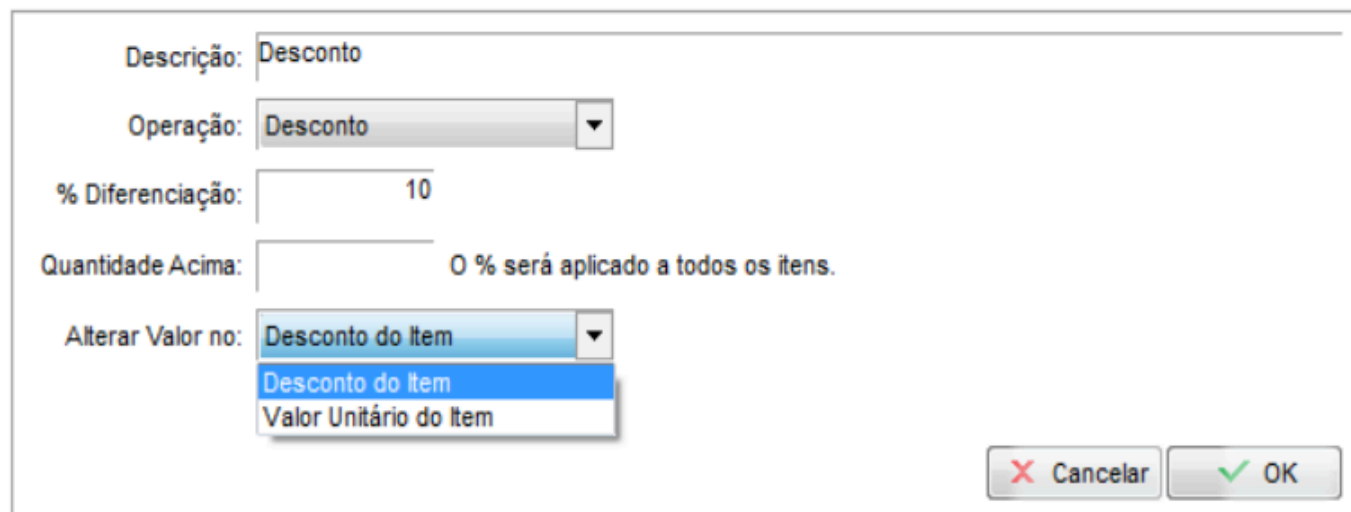 Descrição: Desconto
Operação: Desconto
% Diferenciação: 10
Quantidade Acima: O % será aplicado a todos os itens.
Alterar Valor no: Desconto do Item
Desconto do Item
Valor Unitário do Item
Cancelar OK